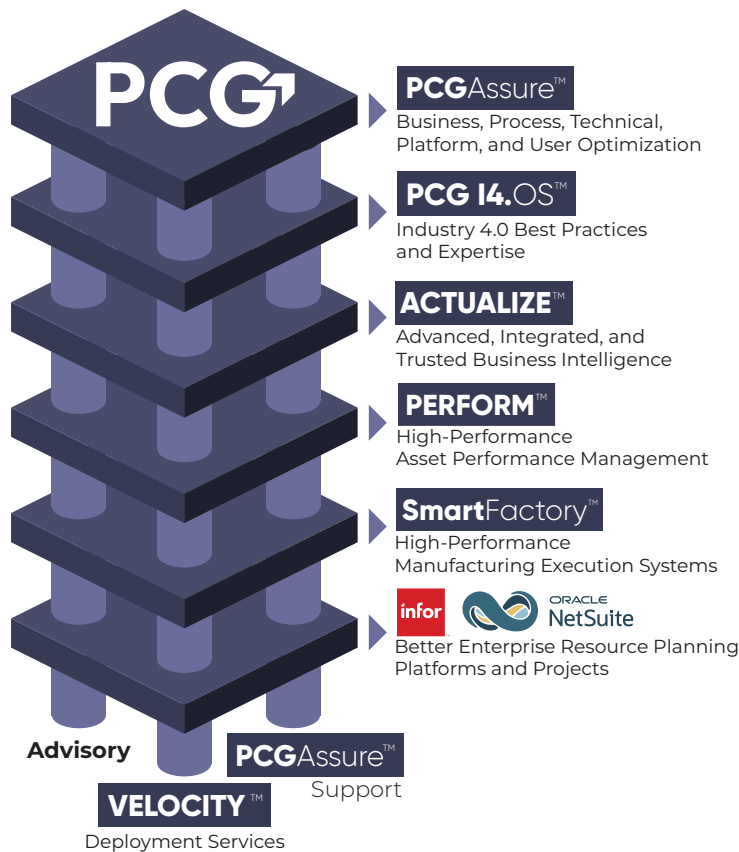 PCG
PCGAssure™
Business, Process, Technical,
Platform, and User Optimization
PCG I4.OS™
Industry 4.0 Best Practices
and Expertise
ACTUALIZE™
Advanced, Integrated, and
Trusted Business Intelligence
PERFORM™
High-Performance
Asset Performance Management
SmartFactory™
High-Performance
Manufacturing Execution Systems
infor
ORACLE
NetSuite
Better Enterprise Resource Planning
Platforms and Projects
Advisory
PCGAssure™
Support
VELOCITY™
Deployment Services